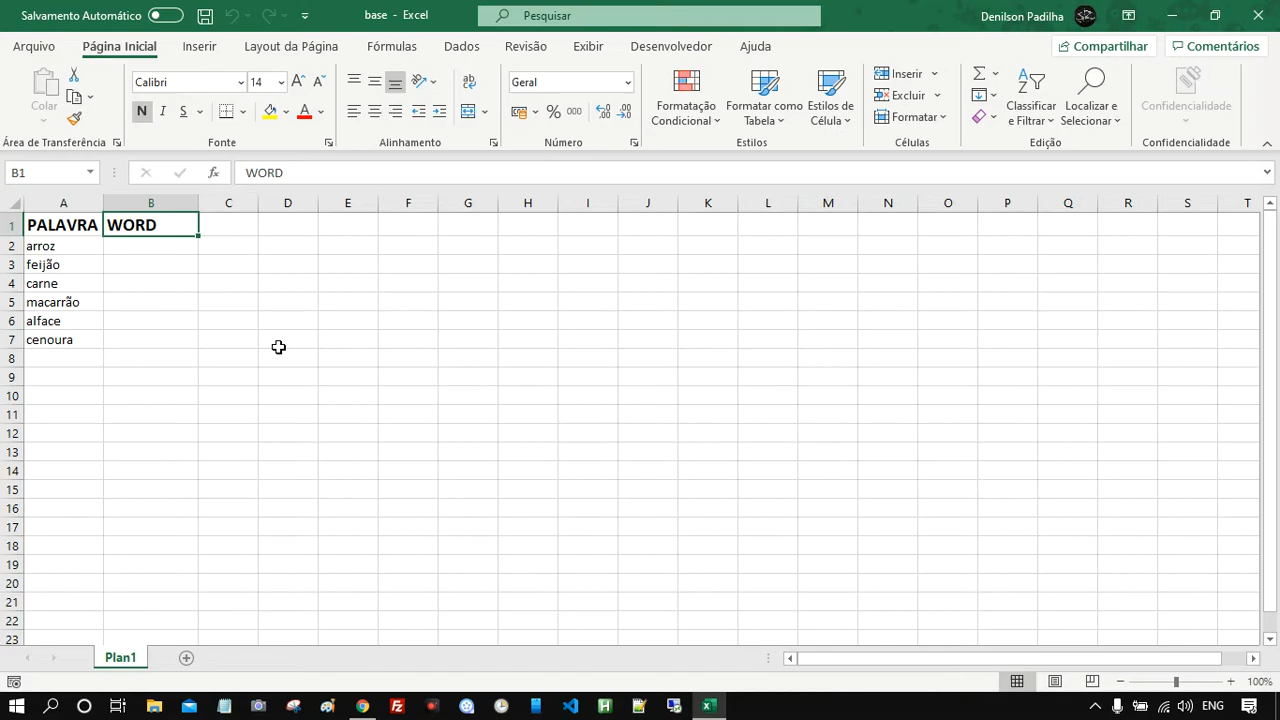 Salvamento Automático base - Excel Pesquisar Denilson Padilha
Arquivo Página Inicial Inserir Layout da Página Fórmulas Dados Revisão Exibir Desenvolvedor Ajuda Compartilhar Comentários
Colar
Área de Transferência
Calibri 14
N I S
Fonte
Alinhamento
Geral
% 000
Número
Formatação Condicional
Formatar como Tabela
Estilos de Célula
Estilos
Inserir
Excluir
Formatar
Células
Classificar e Filtrar
Localizar e Selecionar
Edição
Confidencialidade
Confidencialidade
B1 fx WORD
A B C D E F G H I J K L M N O P Q R S T
1 PALAVRA WORD
2 arroz
3 feijão
4 carne
5 macarrão
6 alface
7 cenoura
8
9
10
11
12
13
14
15
16
17
18
19
20
21
22
23
Plan1
100%
ENG